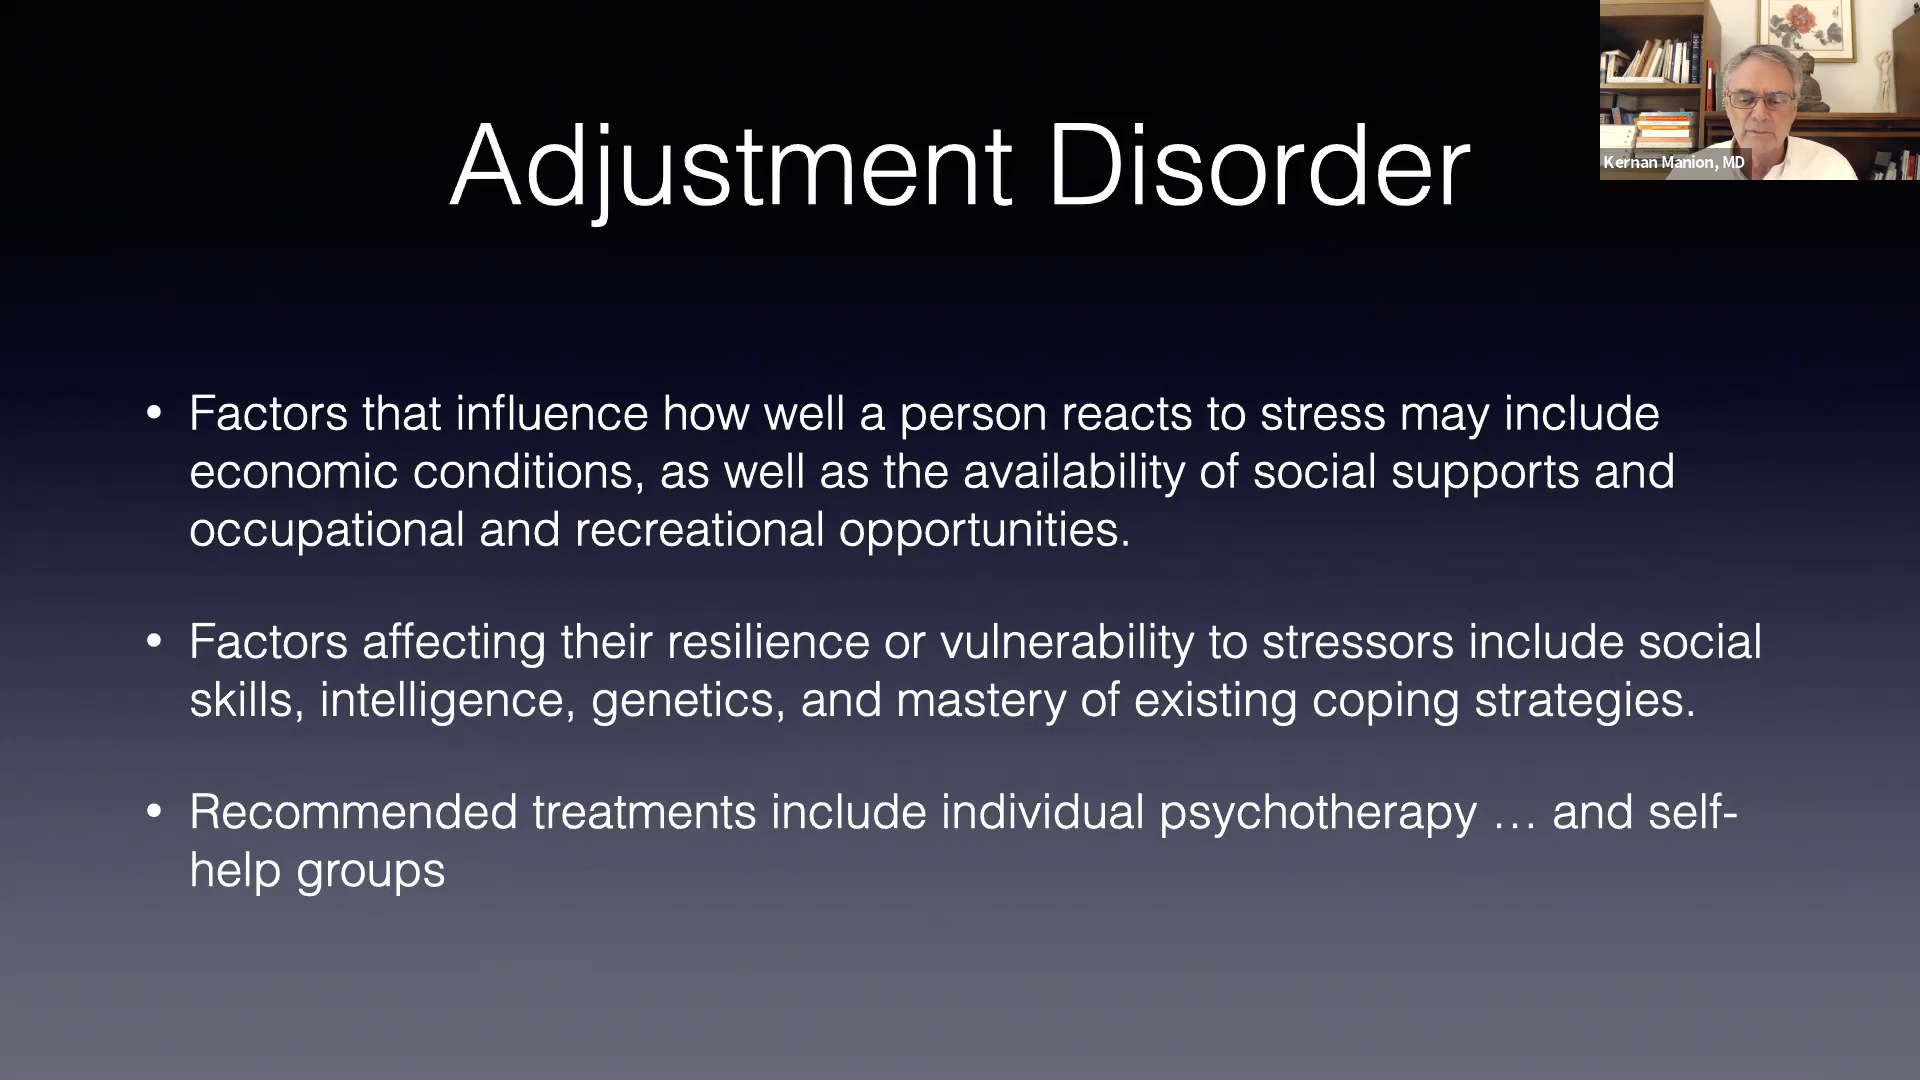 Adjustment Disorder
Kernan Manion, MD
• Factors that influence how well a person reacts to stress may include
economic conditions, as well as the availability of social supports and
occupational and recreational opportunities.
• Factors affecting their resilience or vulnerability to stressors include social
skills, intelligence, genetics, and mastery of existing coping strategies.
• Recommended treatments include individual psychotherapy … and self-
help groups